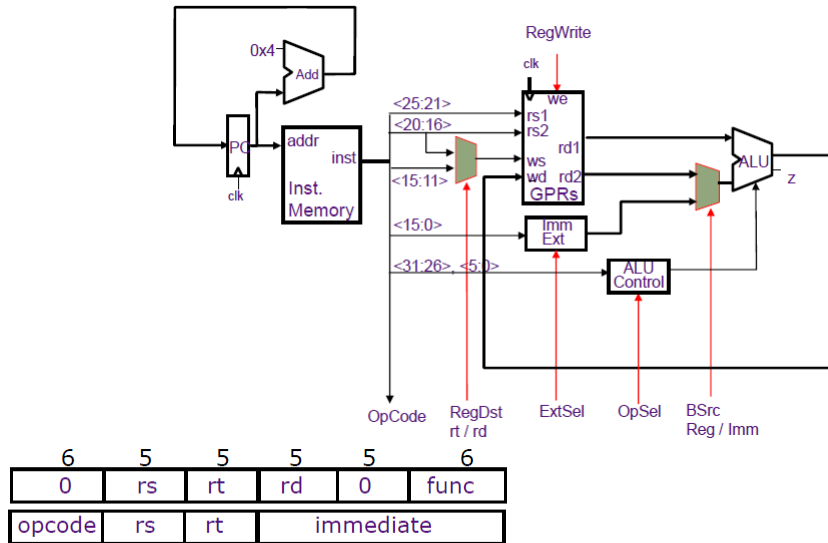 RegWrite
0x4
Add
clk
we
<25:21>
rs1
<20:16>
rs2
PC
addr
inst
rd1
ws
ALU
<15:11>
wd
rd2
z
Inst.
Memory
GPRs
clk
<15:0>
Imm
Ext
<31:26>, <5:0>
ALU
Control
OpCode
RegDst
rt / rd
ExtSel
OpSel
BSrc
Reg / Imm
6 5 5 5 5 6
0 rs rt rd 0 func
opcode rs rt immediate